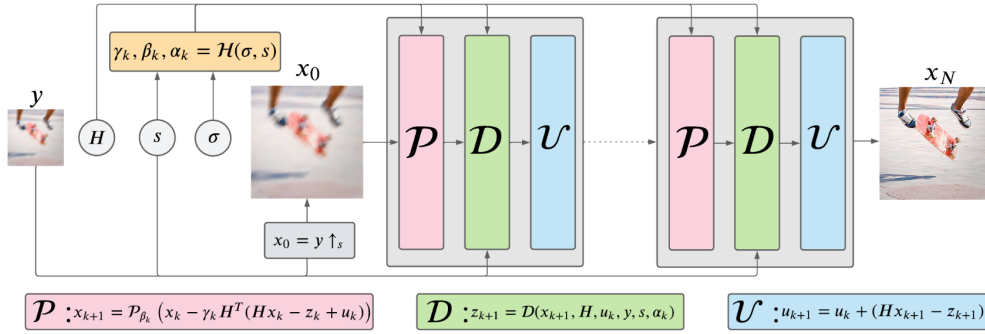 γ_k, β_k, α_k = ℋ(σ, s)
x_0
x_N
y
H
s
σ
𝒫
𝒟
𝒰
𝒫
𝒟
𝒰
x_0 = y ↑_s
𝒫 : x_{k+1} = 𝒫_{β_k} (x_k − γ_k H^T (Hx_k − z_k + u_k))
𝒟 : z_{k+1} = 𝒟(x_{k+1}, H, u_k, y, s, α_k)
𝒰 : u_{k+1} = u_k + (Hx_{k+1} − z_{k+1})